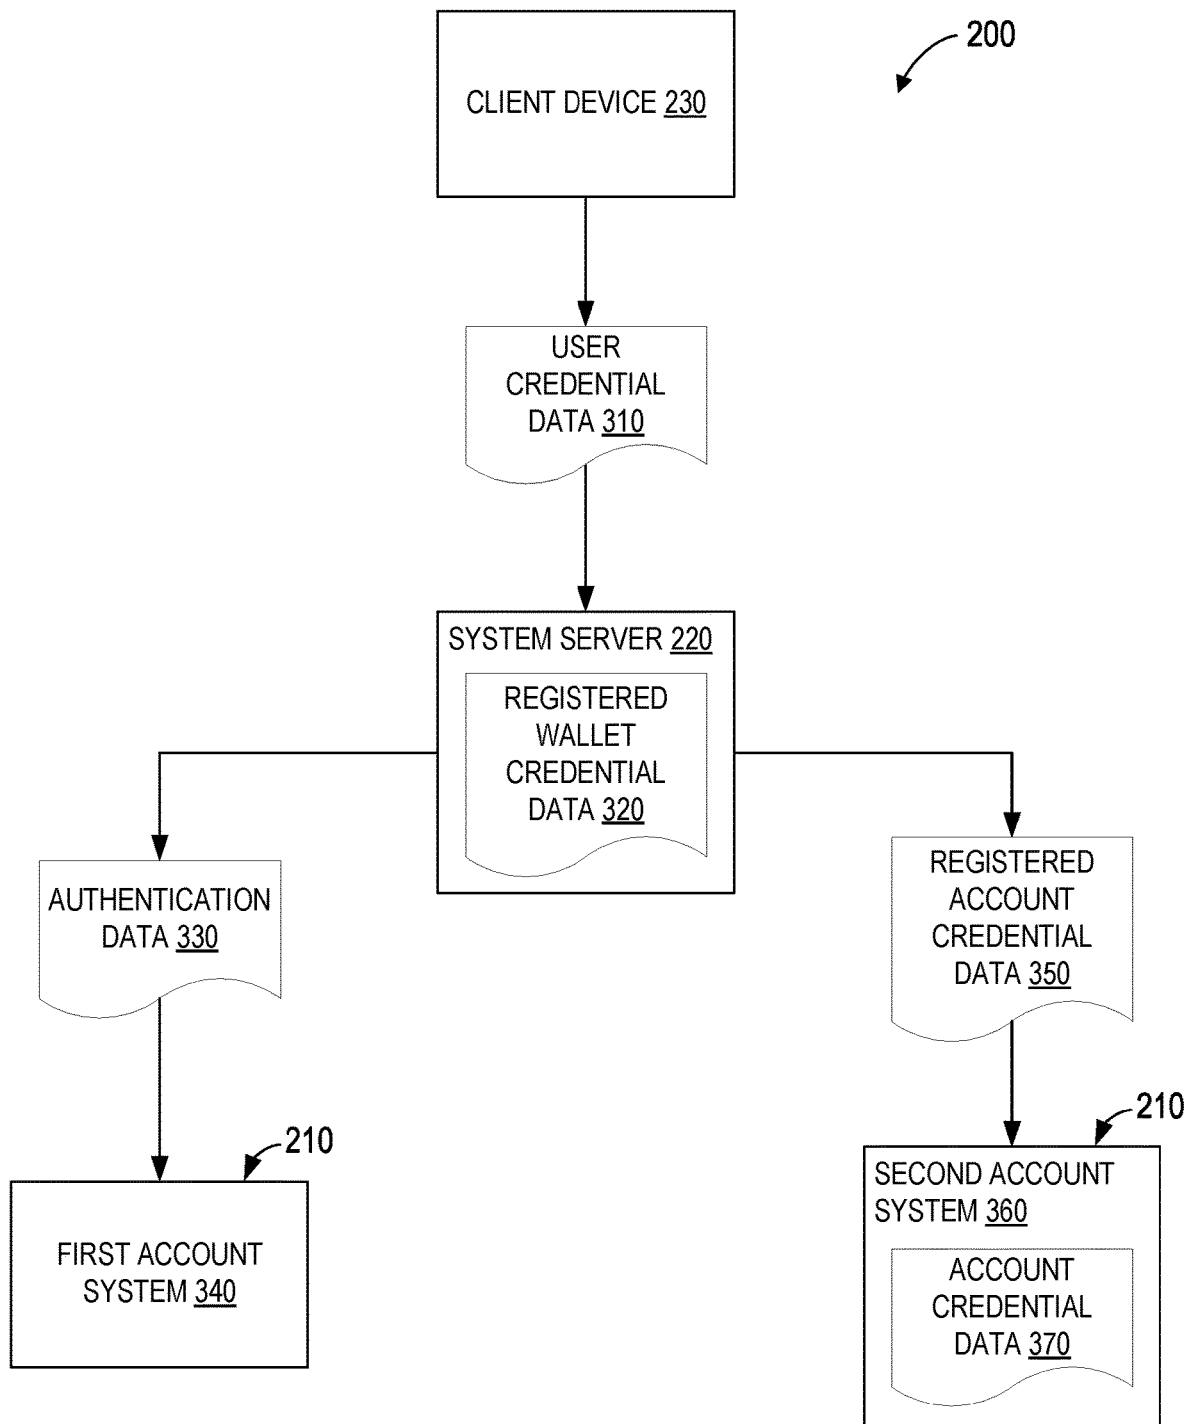 200
CLIENT DEVICE 230
USER
CREDENTIAL
DATA 310
SYSTEM SERVER 220
REGISTERED
WALLET
CREDENTIAL
DATA 320
AUTHENTICATION
DATA 330
REGISTERED
ACCOUNT
CREDENTIAL
DATA 350
210
FIRST ACCOUNT
SYSTEM 340
210
SECOND ACCOUNT
SYSTEM 360
ACCOUNT
CREDENTIAL
DATA 370